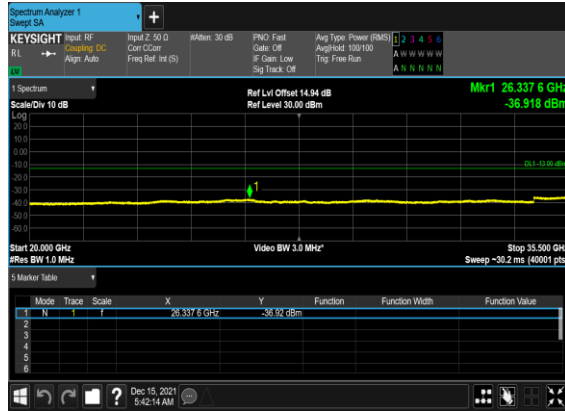 Spectrum Analyzer 1
Swept SA
+
KEYSIGHT Input: RF Input Z: 50 Ω #Atten: 30 dB PNO: Fast Avg Type: Power (RMS) 1 2 3 4 5 6
RL Coupling: DC Corr CCorr Gate: Off Avg|Hold: 100/100 A W W W W W
Align: Auto Freq Ref: Int (S) IF Gain: Low Trig: Free Run
Sig Track: Off A N N N N N
1 Spectrum Ref Lvl Offset 14.94 dB Mkr1 26.337 6 GHz
Scale/Div 10 dB Ref Level 30.00 dBm -36.918 dBm
Log
20.0
10.0
0.00
-10.0
DL1 -13.00 dBm
-20.0
1
-30.0
-40.0
-50.0
-60.0
Start 20.000 GHz Video BW 3.0 MHz* Stop 35.500 GHz
#Res BW 1.0 MHz Sweep ~30.2 ms (40001 pts)
5 Marker Table
Mode Trace Scale X Y Function Function Width Function Value
1 N 1 f 26.337 6 GHz -36.92 dBm
2
3
4
5
6
? Dec 15, 2021
5:42:14 AM